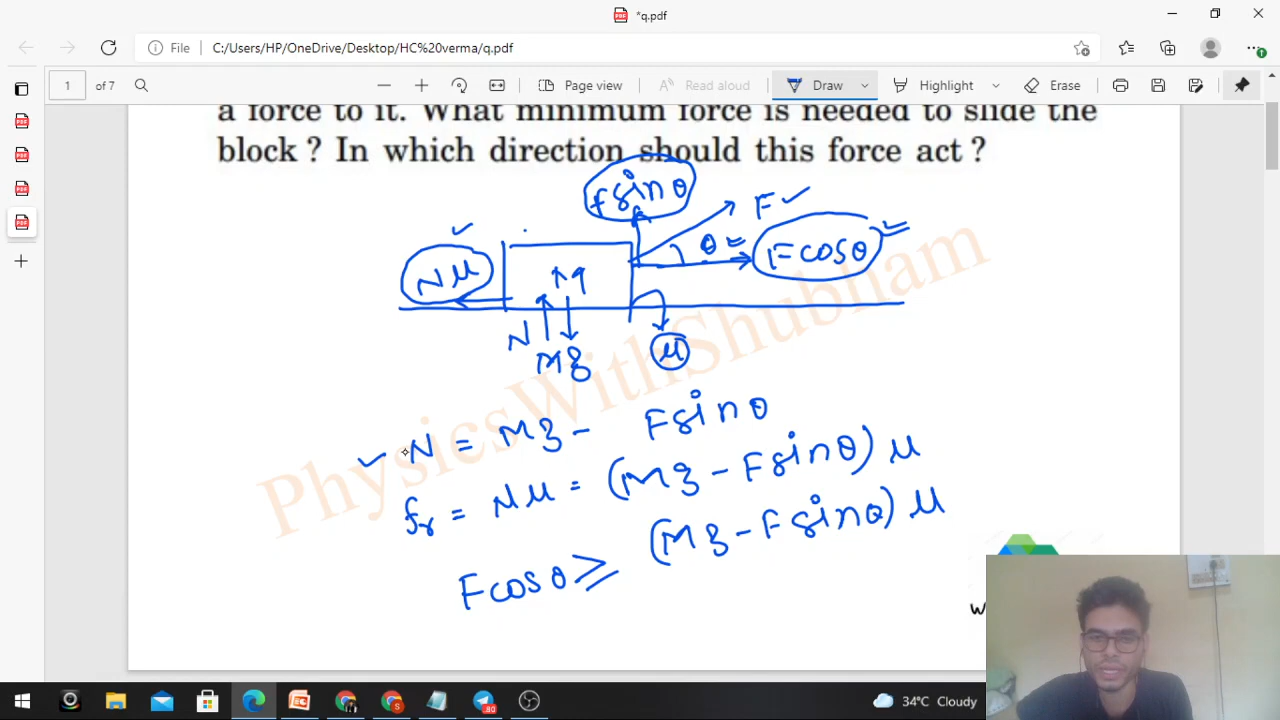 *q.pdf
File C:/Users/HP/OneDrive/Desktop/HC%20verma/q.pdf
1 of 7 Page view Read aloud Draw Highlight Erase
a force to it. What minimum force is needed to slide the
block ? In which direction should this force act ?
fsinθ
F
θ
Fcosθ
Nμ
M
N
Mg
μ
PhysicsWithShubham
N = Mg - Fsinθ
fr = Nμ = (Mg - Fsinθ) μ
Fcosθ ≥ (Mg - Fsinθ) μ
80
34°C Cloudy